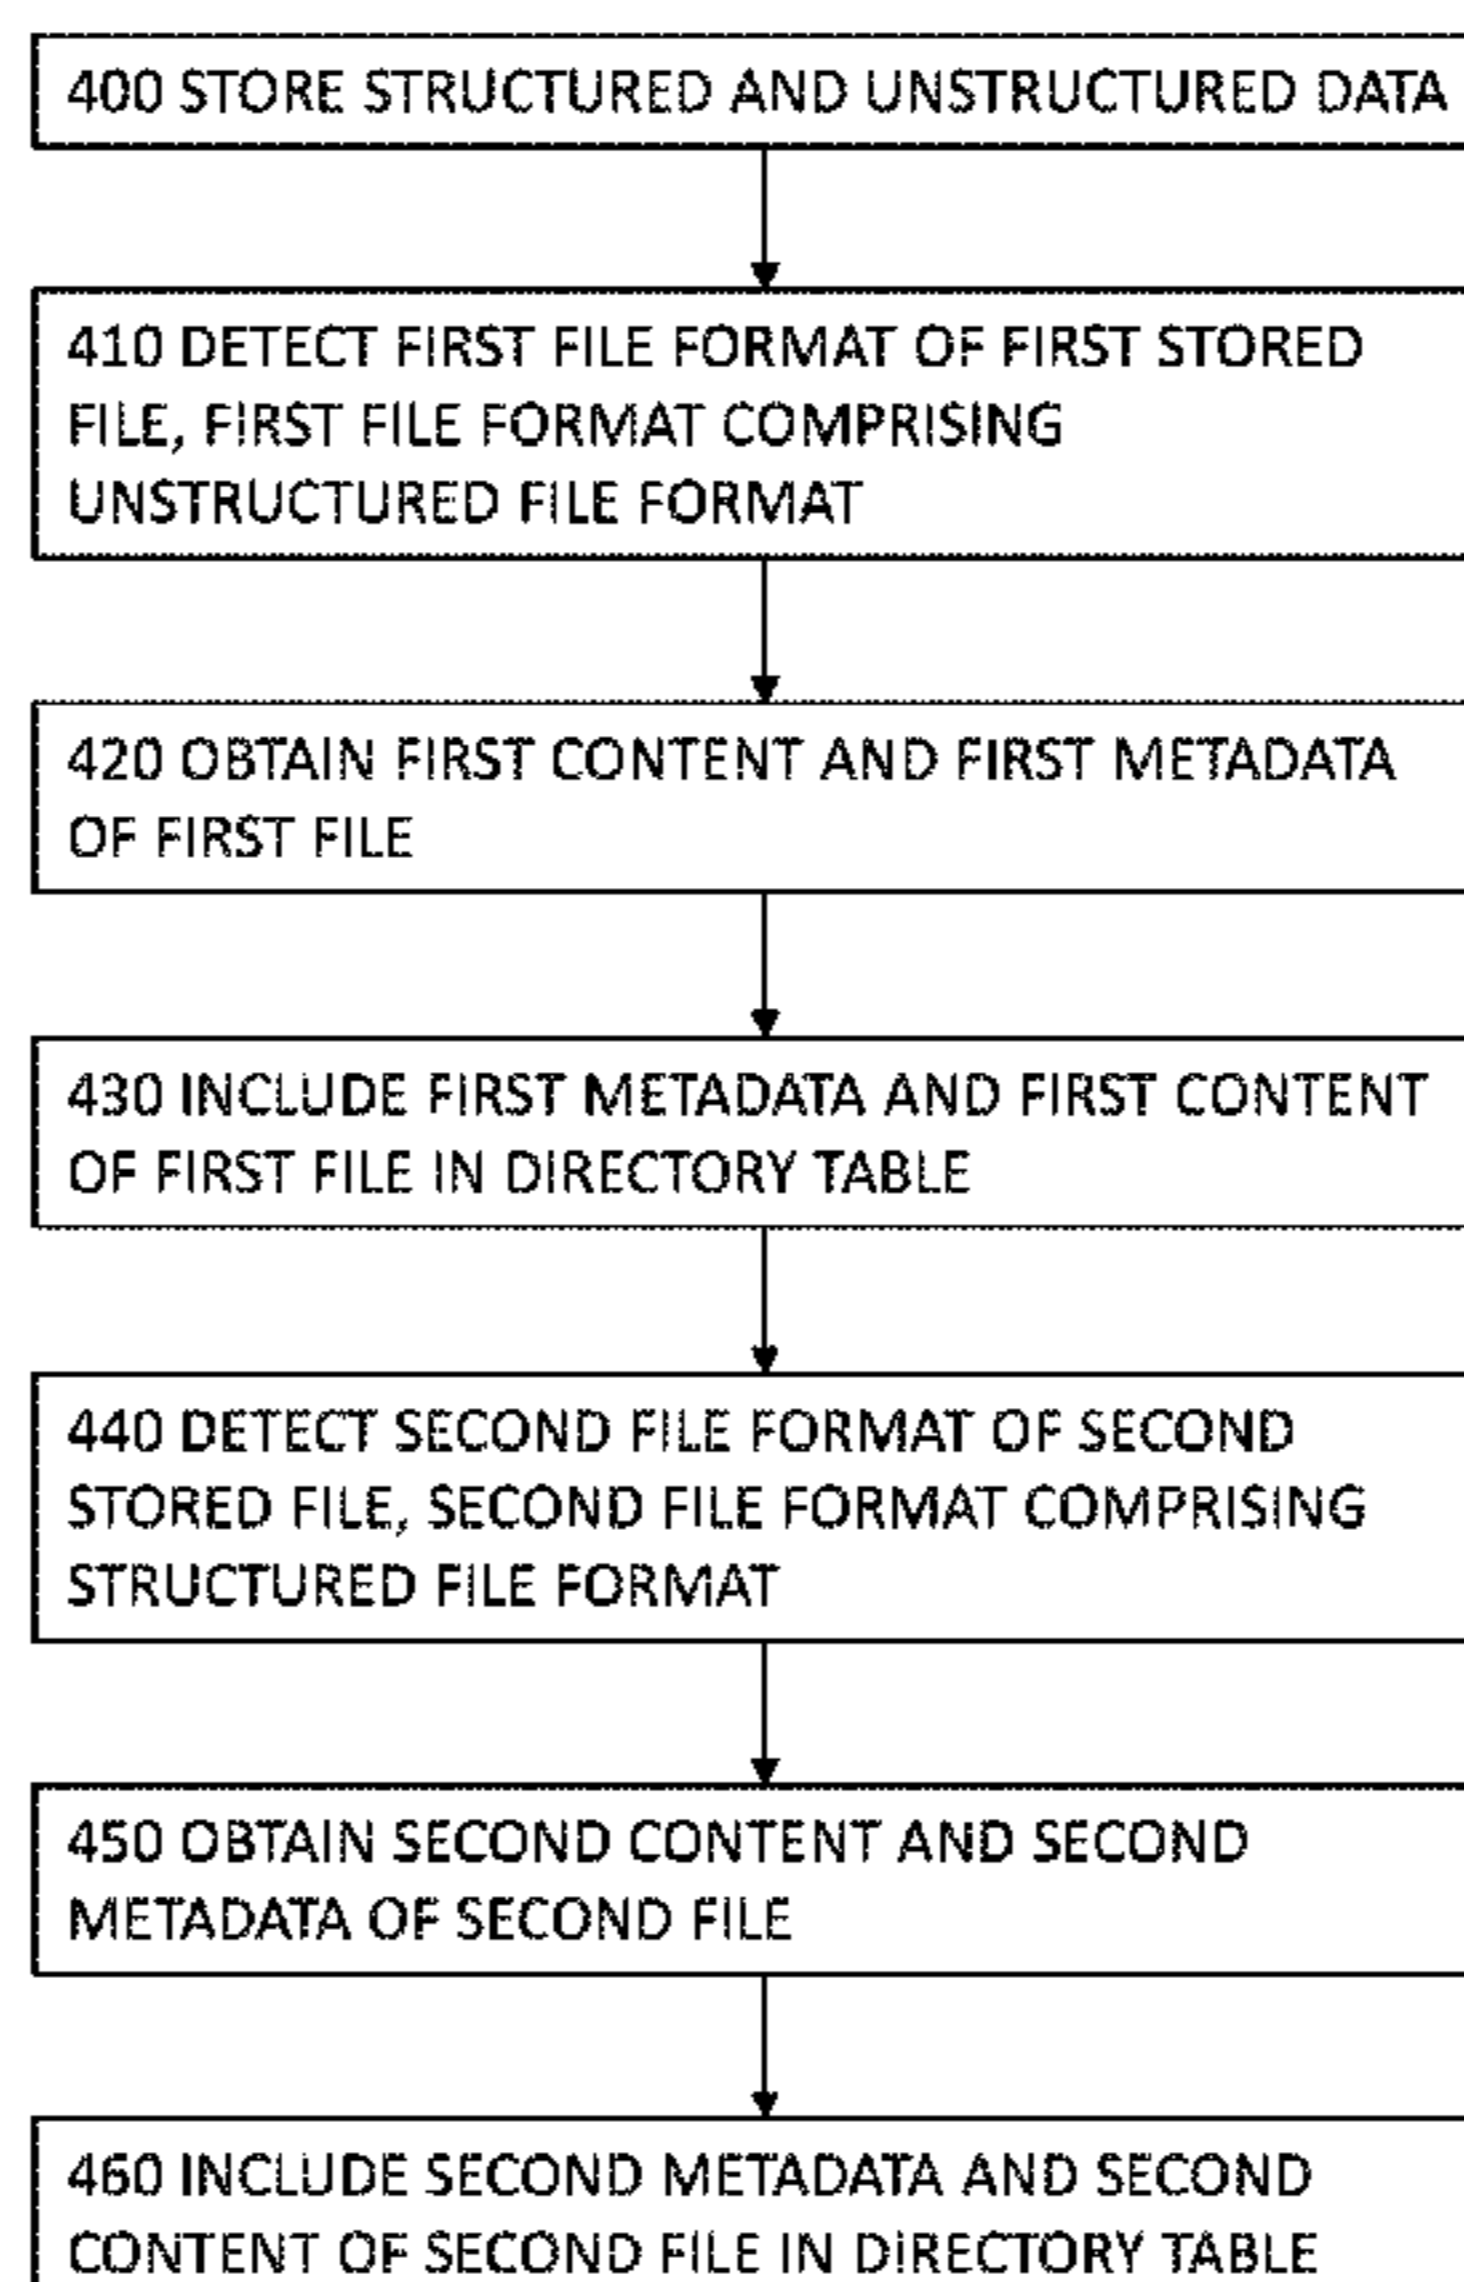 400 STORE STRUCTURED AND UNSTRUCTURED DATA
410 DETECT FIRST FILE FORMAT OF FIRST STORED
FILE, FIRST FILE FORMAT COMPRISING
UNSTRUCTURED FILE FORMAT
420 OBTAIN FIRST CONTENT AND FIRST METADATA
OF FIRST FILE
430 INCLUDE FIRST METADATA AND FIRST CONTENT
OF FIRST FILE IN DIRECTORY TABLE
440 DETECT SECOND FILE FORMAT OF SECOND
STORED FILE, SECOND FILE FORMAT COMPRISING
STRUCTURED FILE FORMAT
450 OBTAIN SECOND CONTENT AND SECOND
METADATA OF SECOND FILE
460 INCLUDE SECOND METADATA AND SECOND
CONTENT OF SECOND FILE IN DIRECTORY TABLE